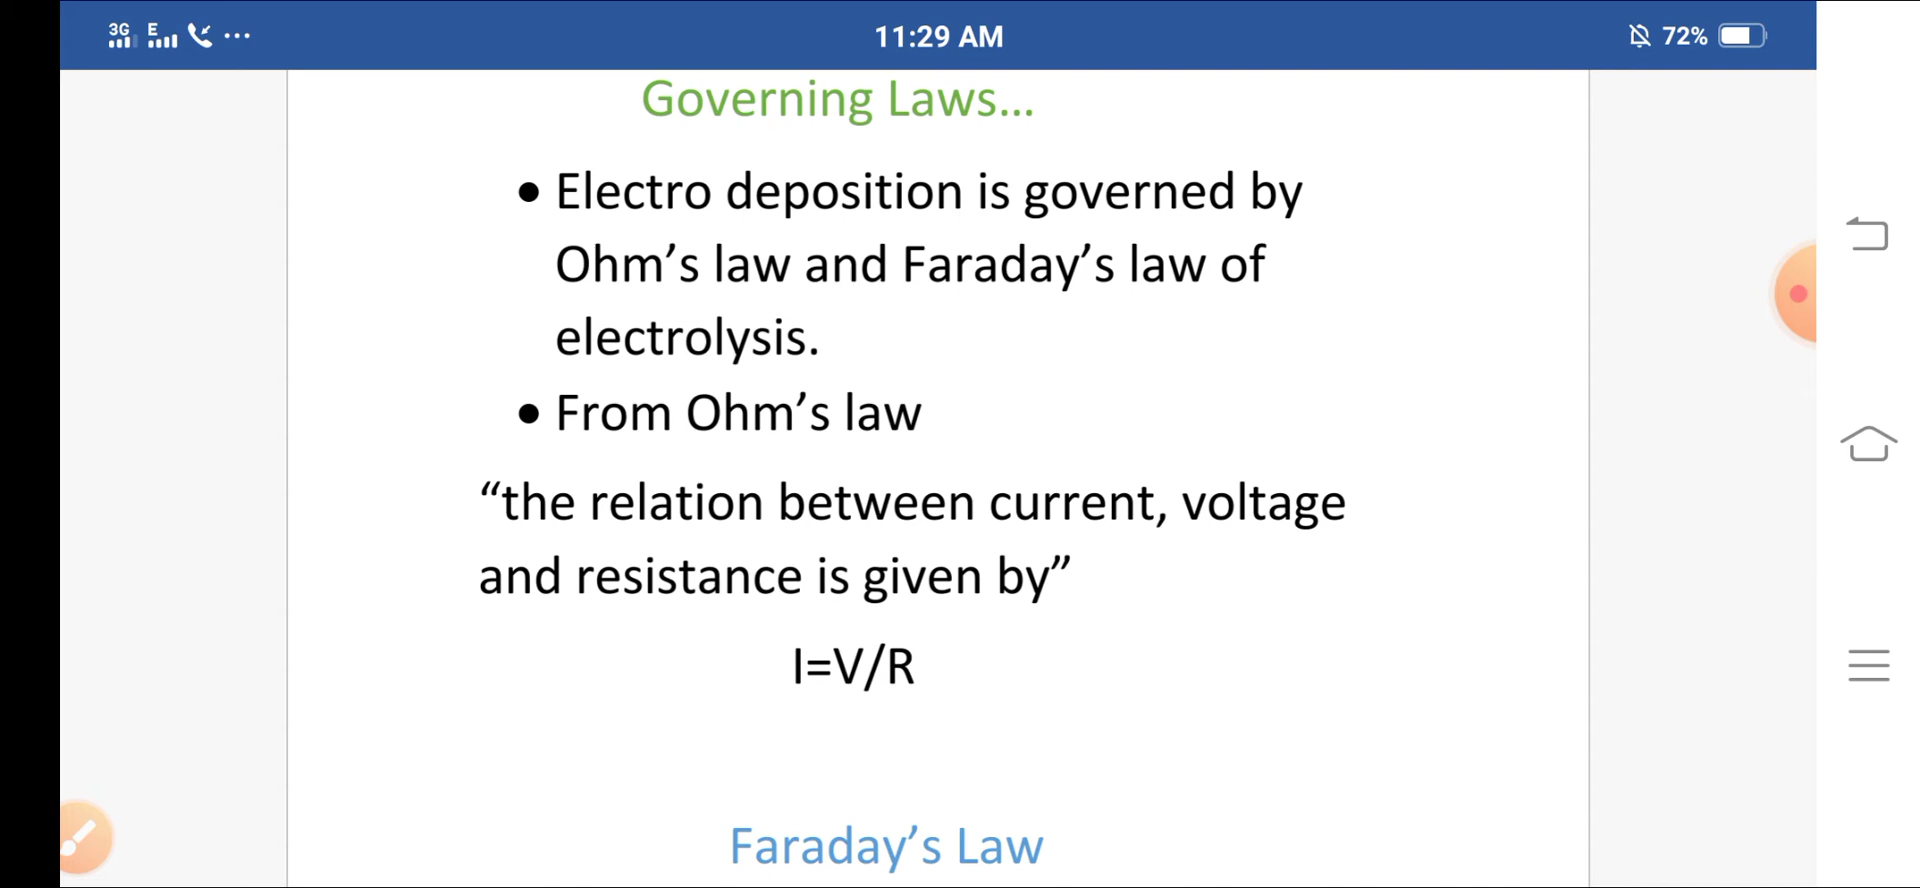 3G E ... 11:29 AM 72%
Governing Laws...
• Electro deposition is governed by
Ohm’s law and Faraday’s law of
electrolysis.
• From Ohm’s law
“the relation between current, voltage
and resistance is given by”
I=V/R
Faraday’s Law